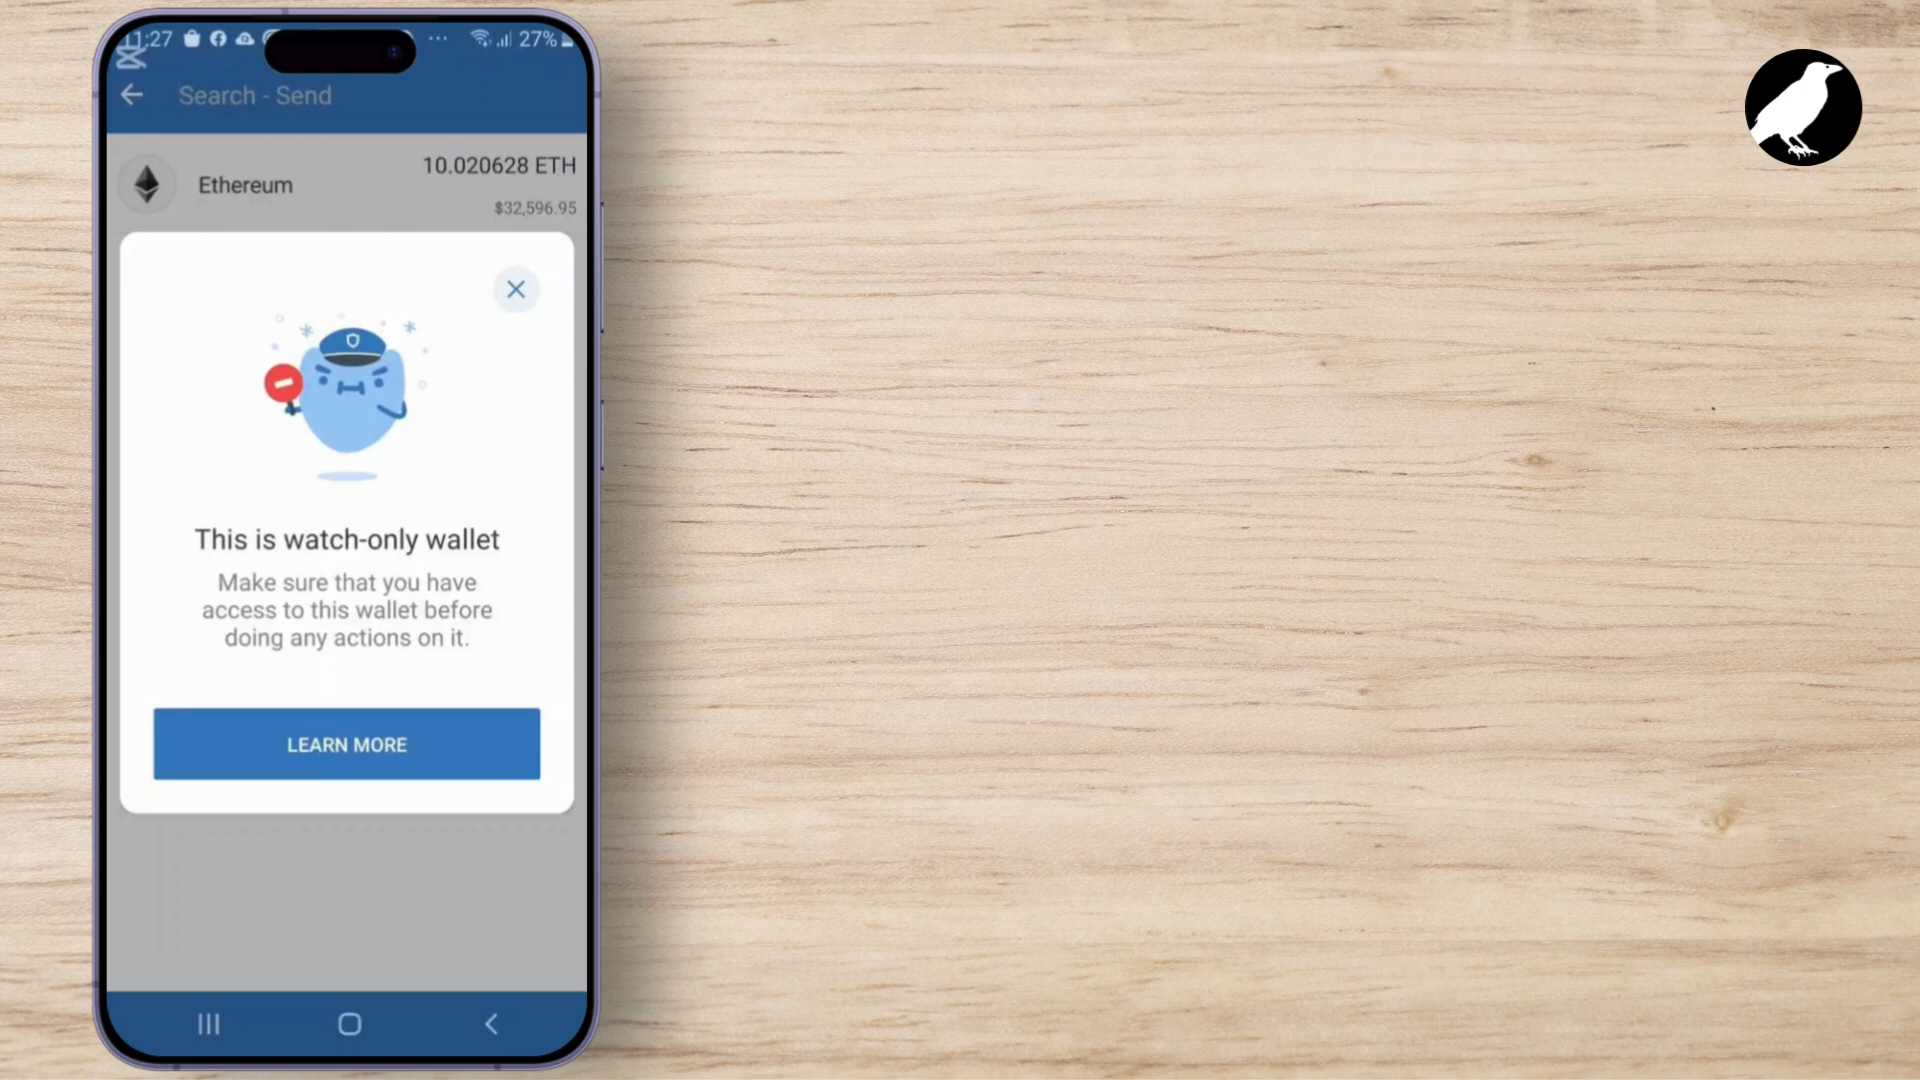 11:27
27%
Search - Send
10.020628 ETH
Ethereum
$32,596.95
This is watch-only wallet
Make sure that you have
access to this wallet before
doing any actions on it.
LEARN MORE